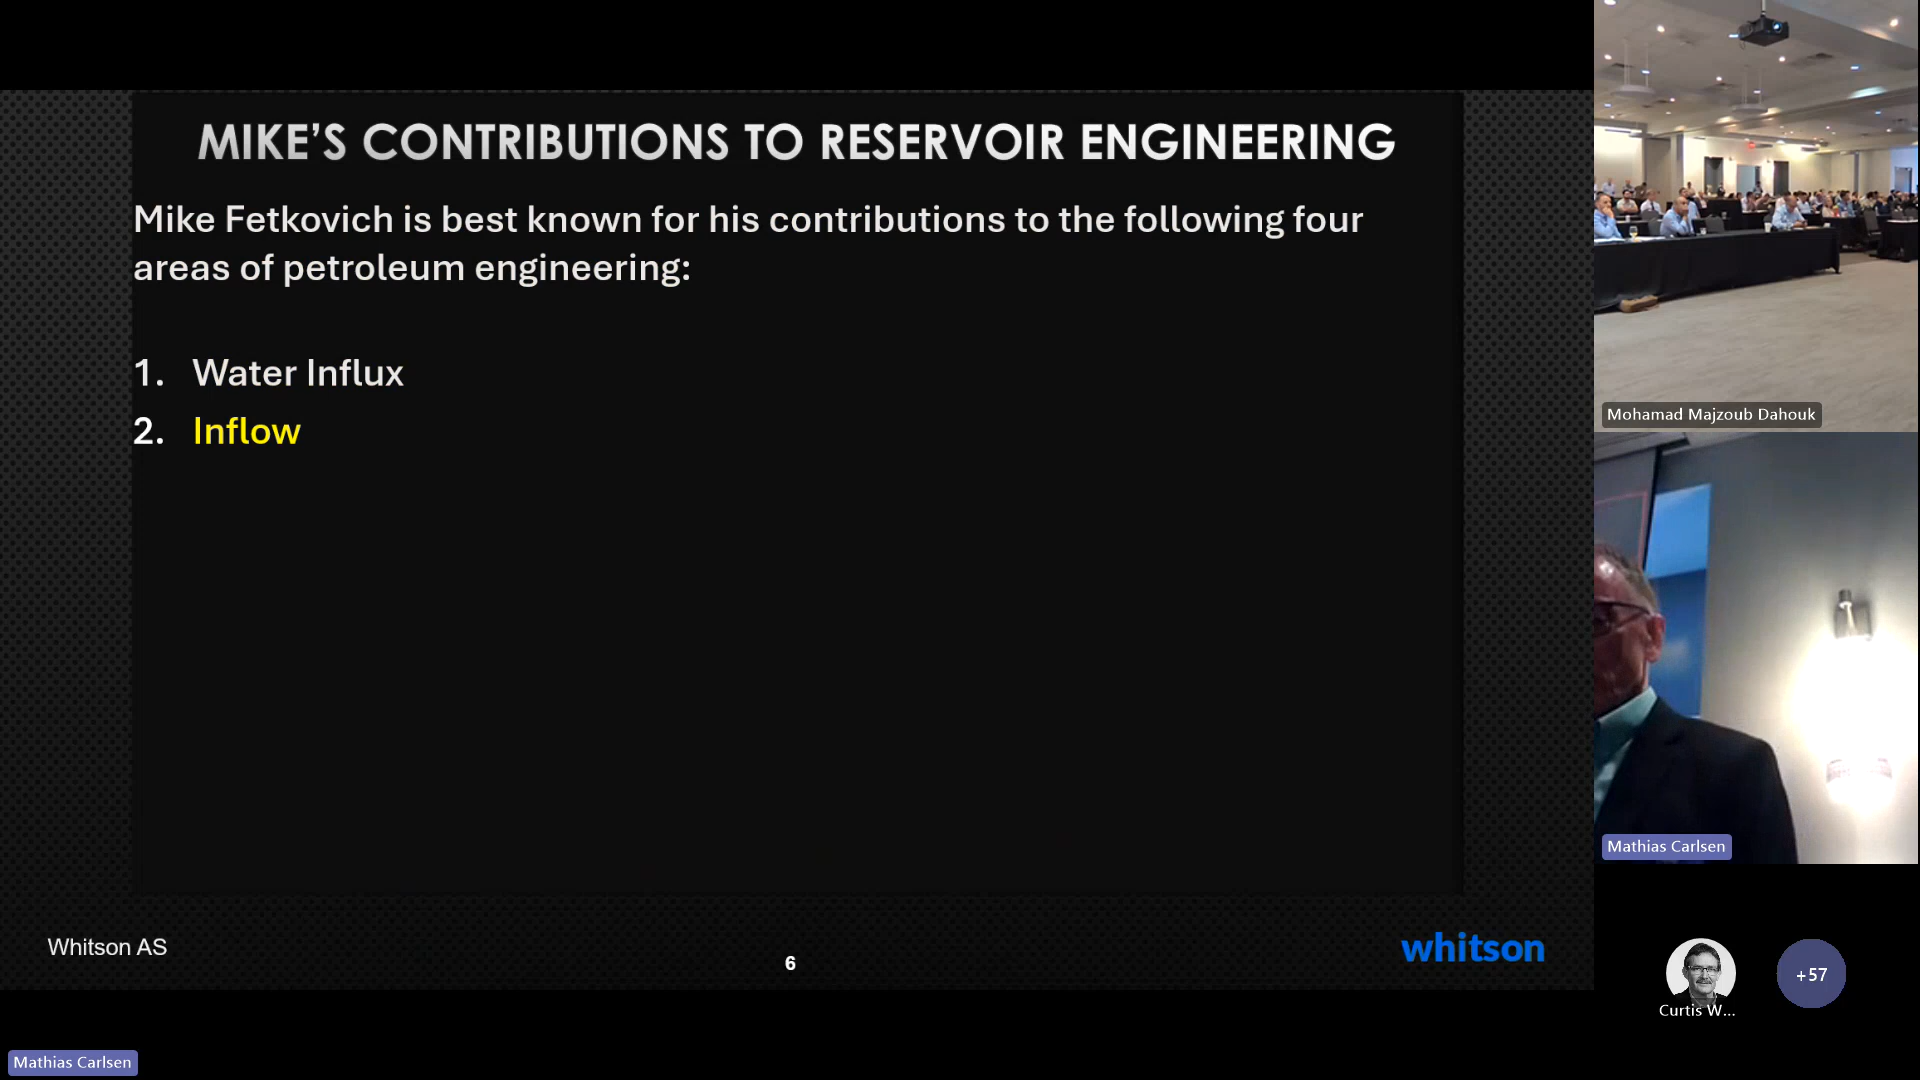 MIKE'S CONTRIBUTIONS TO RESERVOIR ENGINEERING
Mike Fetkovich is best known for his contributions to the following four
areas of petroleum engineering:
1. Water Influx
2. Inflow
Whitson AS
6
whitson
Mathias Carlsen
Mohamad Majzoub Dahouk
Mathias Carlsen
Curtis W...
+57